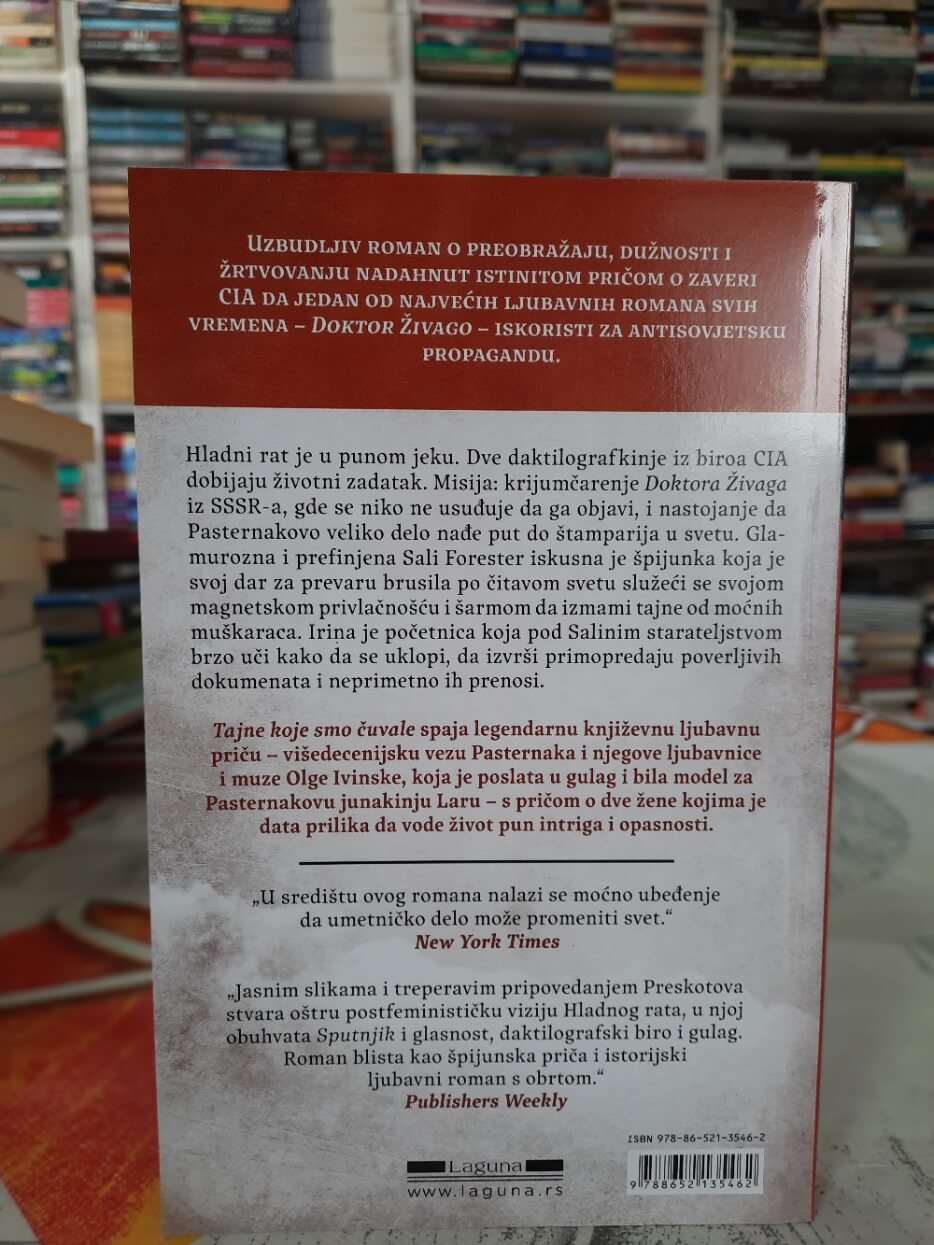 Uzbudljiv roman o preobražaju, dužnosti i
žrtvovanju nadahnut istinitom pričom o zaveri
CIA da jedan od najvećih ljubavnih romana svih
vremena – Doktor Živago – iskoristi za antisovjetsku
propagandu.
Hladni rat je u punom jeku. Dve daktilografkinje iz biroa CIA
dobijaju životni zadatak. Misija: krijumčarenje Doktora Živaga
iz SSSR-a, gde se niko ne usuđuje da ga objavi, i nastojanje da
Pasternakovo veliko delo nađe put do štamparija u svetu. Gla-
murozna i prefinjena Sali Forester iskusna je špijunka koja je
svoj dar za prevaru brusila po čitavom svetu služeći se svojom
magnetskom privlačnošću i šarmom da izmami tajne od moćnih
muškaraca. Irina je početnica koja pod Salinim starateljstvom
brzo uči kako da se uklopi, da izvrši primopredaju poverljivih
dokumenata i neprimetno ih prenosi.
Tajne koje smo čuvale spaja legendarnu književnu ljubavnu
priču – višedecenijsku vezu Pasternaka i njegove ljubavnice
i muze Olge Ivinske, koja je poslata u gulag i bila model za
Pasternakovu junakinju Laru – s pričom o dve žene kojima je
data prilika da vode život pun intriga i opasnosti.
„U središtu ovog romana nalazi se moćno ubeđenje
da umetničko delo može promeniti svet.“
New York Times
„Jasnim slikama i treperavim pripovedanjem Preskotova
stvara oštru postfeminističku viziju Hladnog rata, u njoj
obuhvata Sputnjik i glasnost, daktilografski biro i gulag.
Roman blista kao špijunska priča i istorijski
ljubavni roman s obrtom.“
Publishers Weekly
ISBN 978-86-521-3546-2
Laguna
www.laguna.rs
9 788652 135462